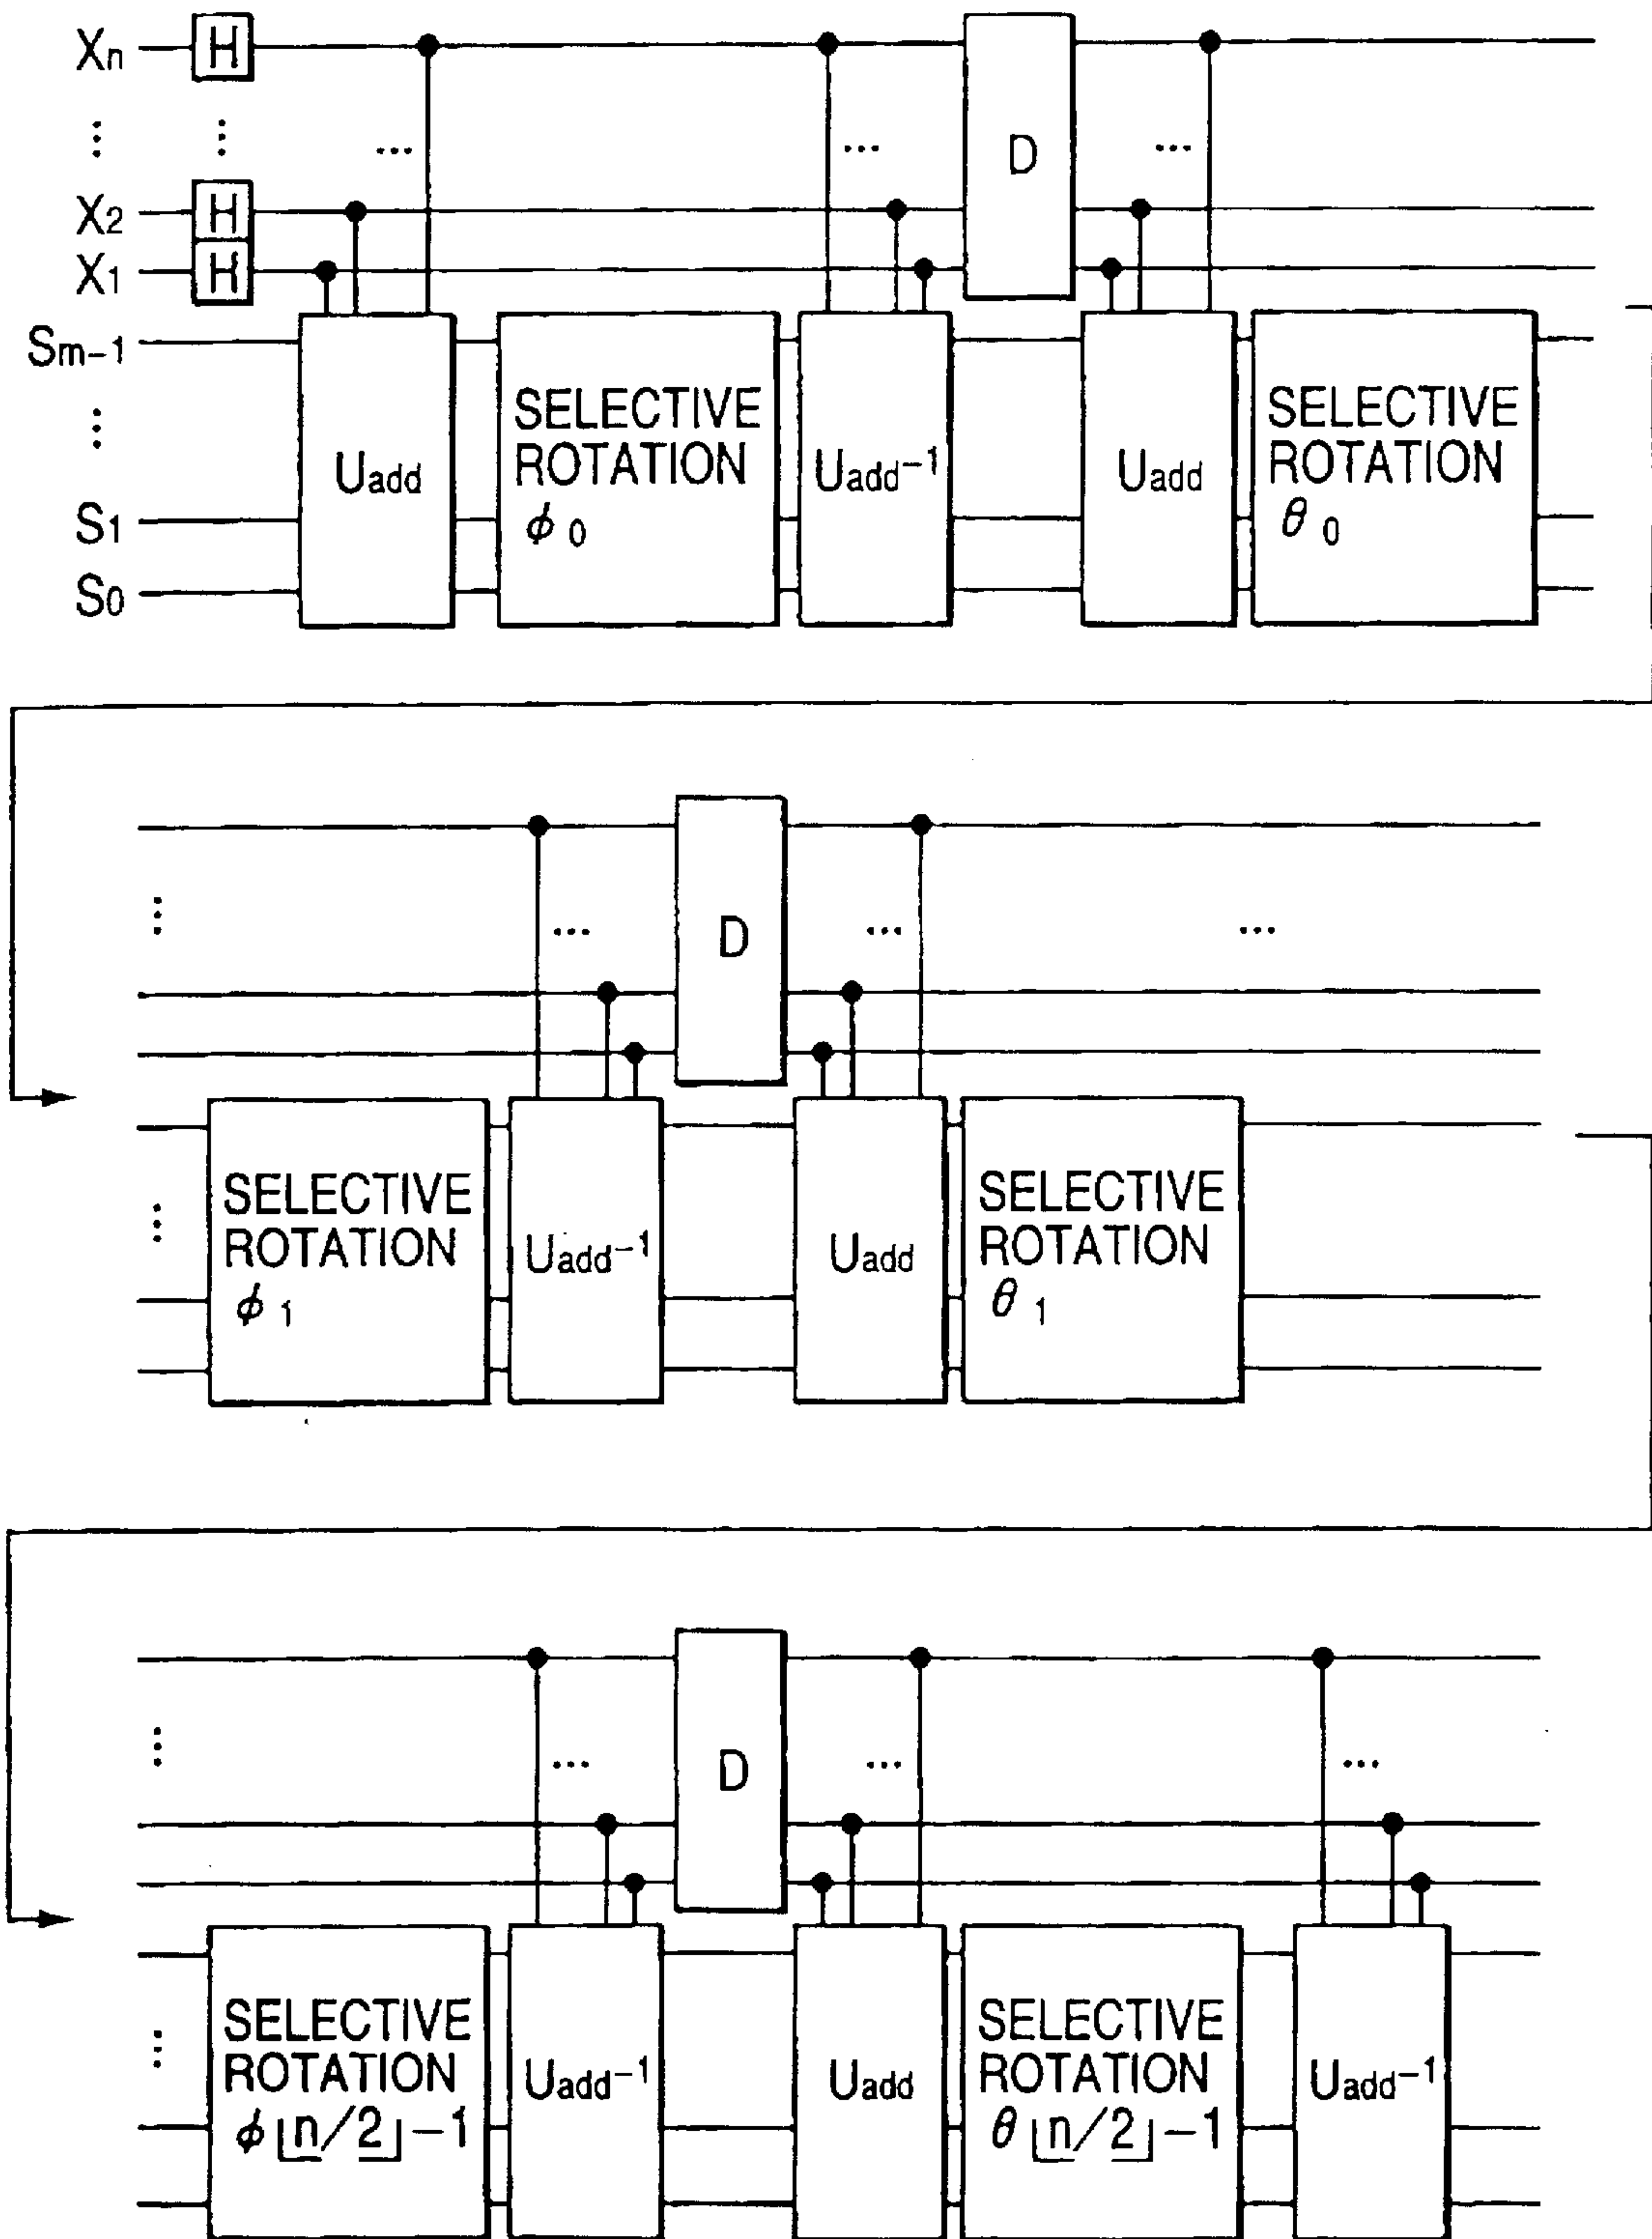 Xn
H
...
D
...
...
X2
H
X1
H
Sm-1
Uadd
SELECTIVE
ROTATION
φ 0
Uadd-1
Uadd
SELECTIVE
ROTATION
θ 0
S1
S0
...
D
...
...
SELECTIVE
ROTATION
φ 1
Uadd-1
Uadd
SELECTIVE
ROTATION
θ 1
...
D
...
...
SELECTIVE
ROTATION
φ ⌊n/2⌋-1
Uadd-1
Uadd
SELECTIVE
ROTATION
θ ⌊n/2⌋-1
Uadd-1